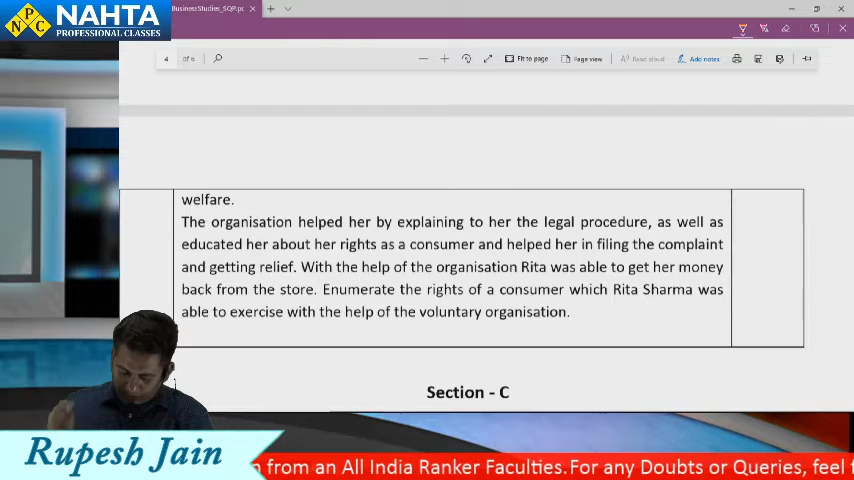 BusinessStudies_SQP.pc
NPC
NAHTA
PROFESSIONAL CLASSES
4 of 6
Fit to page
Page view
Read aloud
Add notes
welfare.
The organisation helped her by explaining to her the legal procedure, as well as
educated her about her rights as a consumer and helped her in filing the complaint
and getting relief. With the help of the organisation Rita was able to get her money
back from the store. Enumerate the rights of a consumer which Rita Sharma was
able to exercise with the help of the voluntary organisation.
Section - C
Rupesh Jain
from an All India Ranker Faculties.For any Doubts or Queries, feel